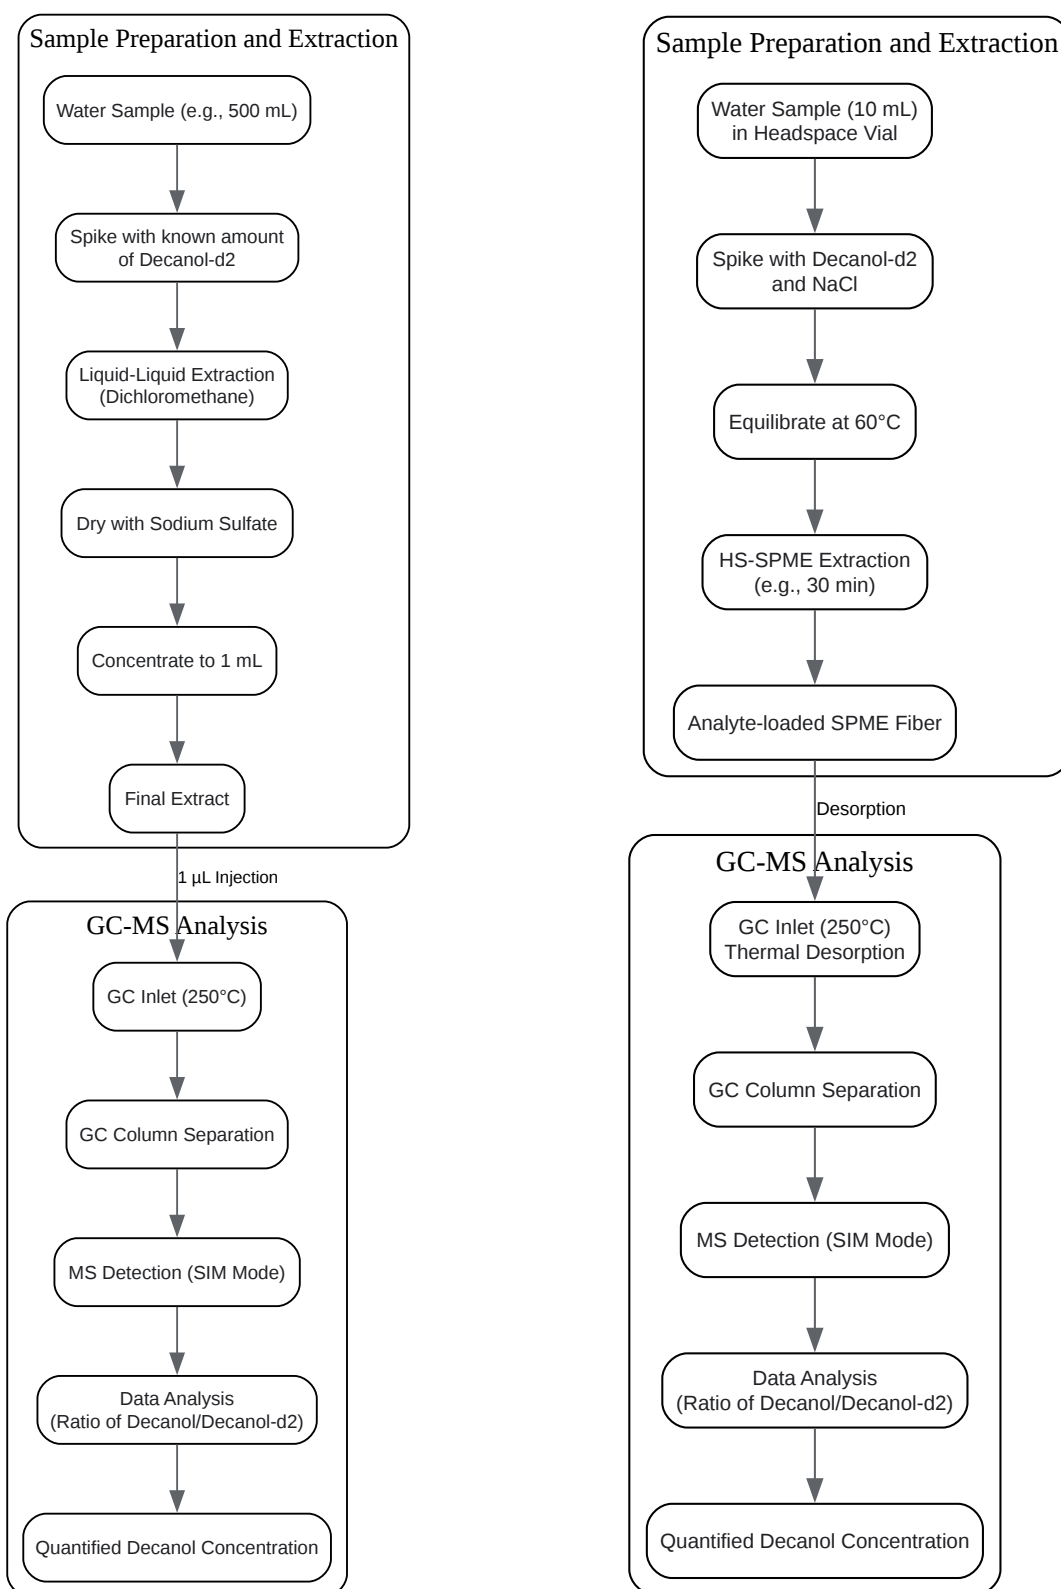 Sample Preparation and Extraction
Water Sample (e.g., 500 mL)
Spike with known amount
of Decanol-d2
Liquid-Liquid Extraction
(Dichloromethane)
Dry with Sodium Sulfate
Concentrate to 1 mL
Final Extract
1 µL Injection
GC-MS Analysis
GC Inlet (250°C)
GC Column Separation
MS Detection (SIM Mode)
Data Analysis
(Ratio of Decanol/Decanol-d2)
Quantified Decanol Concentration
Sample Preparation and Extraction
Water Sample (10 mL)
in Headspace Vial
Spike with Decanol-d2
and NaCl
Equilibrate at 60°C
HS-SPME Extraction
(e.g., 30 min)
Analyte-loaded SPME Fiber
Desorption
GC-MS Analysis
GC Inlet (250°C)
Thermal Desorption
GC Column Separation
MS Detection (SIM Mode)
Data Analysis
(Ratio of Decanol/Decanol-d2)
Quantified Decanol Concentration